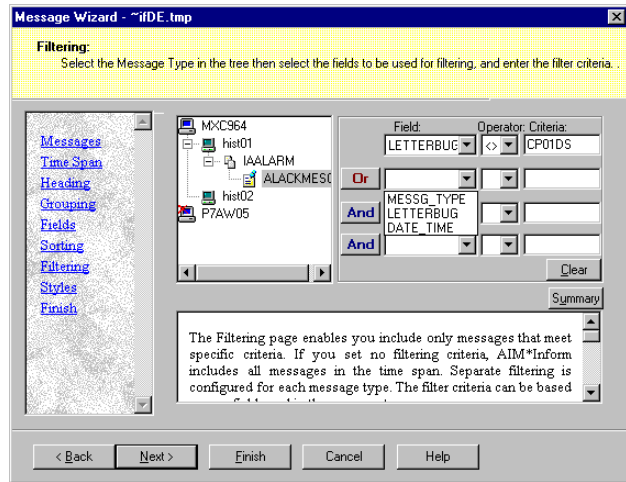 Message Wizard - ~ifDE.tmp
Filtering:
Select the Message Type in the tree then select the fields to be used for filtering, and enter the filter criteria. .
Messages
Time Span
Heading
Grouping
Fields
Sorting
Filtering
Styles
Finish
MXC964
hist01
IAALARM
ALACKMESC
hist02
P7AW05
Field: Operator: Criteria:
LETTERBUG <> CP01DS
Or
MESSG_TYPE
LETTERBUG
DATE_TIME
And
And
Clear
Summary
The Filtering page enables you include only messages that meet
specific criteria. If you set no filtering criteria, AIM*Inform
includes all messages in the time span. Separate filtering is
configured for each message type. The filter criteria can be based
< Back Next > Finish Cancel Help